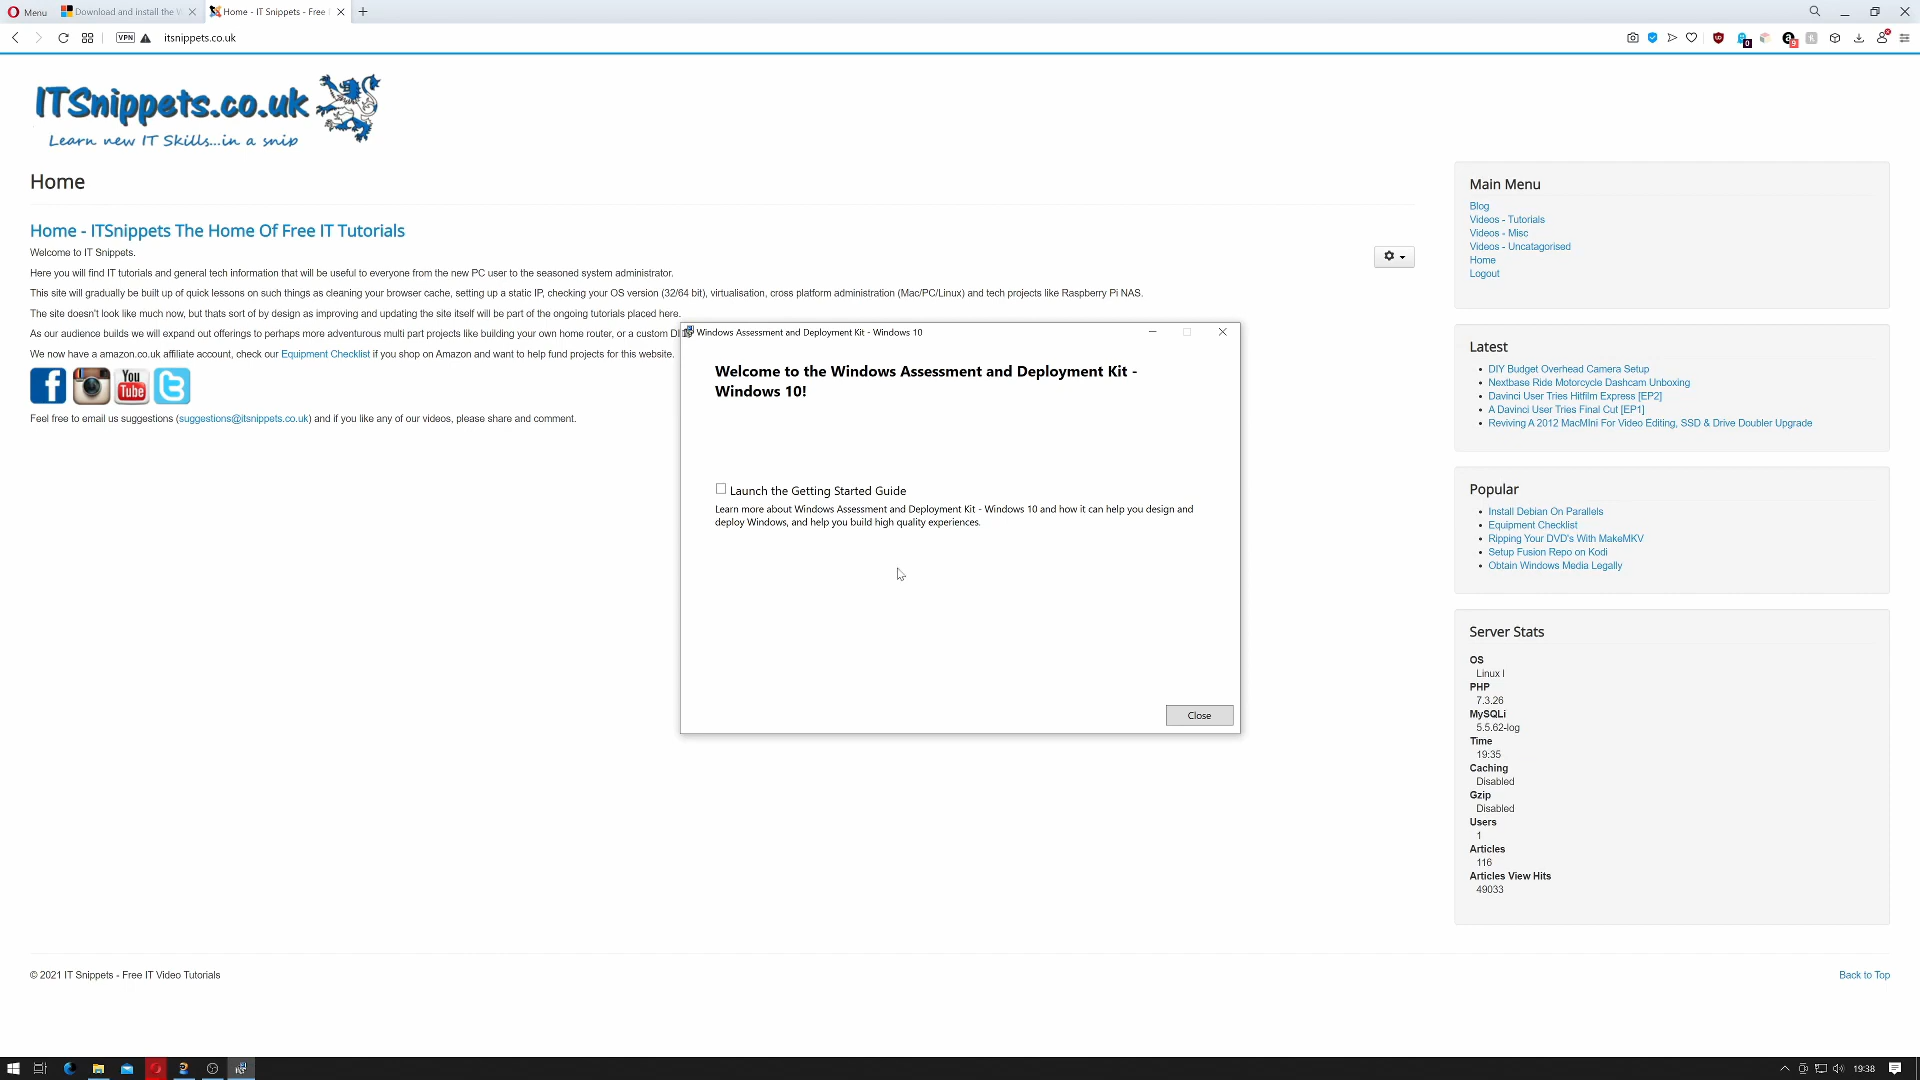 Menu
Download and install the W
Home - IT Snippets - Free I
VPN
itsnippets.co.uk
ITSnippets.co.uk
Learn new IT Skills...in a snip
Home
Home - ITSnippets The Home Of Free IT Tutorials
Welcome to IT Snippets.
Here you will find IT tutorials and general tech information that will be useful to everyone from the new PC user to the seasoned system administrator.
This site will gradually be built up of quick lessons on such things as cleaning your browser cache, setting up a static IP, checking your OS version (32/64 bit), virtualisation, cross platform administration (Mac/PC/Linux) and tech projects like Raspberry Pi NAS.
The site doesn't look like much now, but thats sort of by design as improving and updating the site itself will be part of the ongoing tutorials placed here.
As our audience builds we will expand out offerings to perhaps more adventurous multi part projects like building your own home router, or a custom
We now have a amazon.co.uk affiliate account, check our Equipment Checklist if you shop on Amazon and want to help fund projects for this website.
You
Tube
Feel free to email us suggestions (suggestions@itsnippets.co.uk) and if you like any of our videos, please share and comment.
Windows Assessment and Deployment Kit - Windows 10
Welcome to the Windows Assessment and Deployment Kit -
Windows 10!
Launch the Getting Started Guide
Learn more about Windows Assessment and Deployment Kit - Windows 10 and how it can help you design and
deploy Windows, and help you build high quality experiences.
Close
Main Menu
Blog
Videos - Tutorials
Videos - Misc
Videos - Uncatagorised
Home
Logout
Latest
DIY Budget Overhead Camera Setup
Nextbase Ride Motorcycle Dashcam Unboxing
Davinci User Tries Hitfilm Express [EP2]
A Davinci User Tries Final Cut [EP1]
Reviving A 2012 MacMIni For Video Editing, SSD & Drive Doubler Upgrade
Popular
Install Debian On Parallels
Equipment Checklist
Ripping Your DVD's With MakeMKV
Setup Fusion Repo on Kodi
Obtain Windows Media Legally
Server Stats
OS
Linux l
PHP
7.3.26
MySQLi
5.5.62-log
Time
19:35
Caching
Disabled
Gzip
Disabled
Users
1
Articles
116
Articles View Hits
49033
© 2021 IT Snippets - Free IT Video Tutorials
Back to Top
19:38